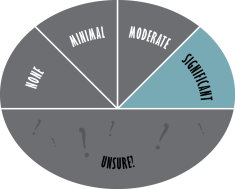 NONE
MINIMAL
MODERATE
SIGNIFICANT
UNSURE?